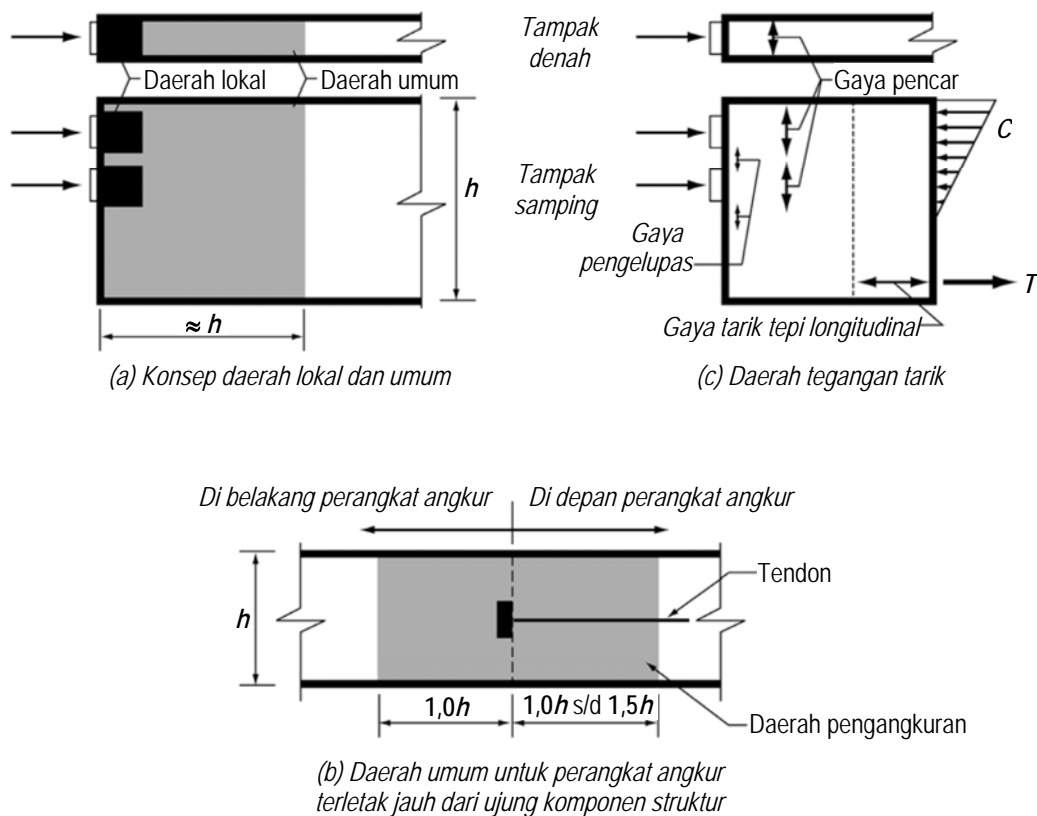 Daerah lokal
Daerah umum
h
≈ h
(a) Konsep daerah lokal dan umum
Tampak
denah
Gaya pencar
C
Tampak
samping
Gaya
pengelupas
T
Gaya tarik tepi longitudinal
(c) Daerah tegangan tarik
Di belakang perangkat angkur
Di depan perangkat angkur
Tendon
h
1,0h
1,0h s/d 1,5h
Daerah pengangkuran
(b) Daerah umum untuk perangkat angkur
terletak jauh dari ujung komponen struktur